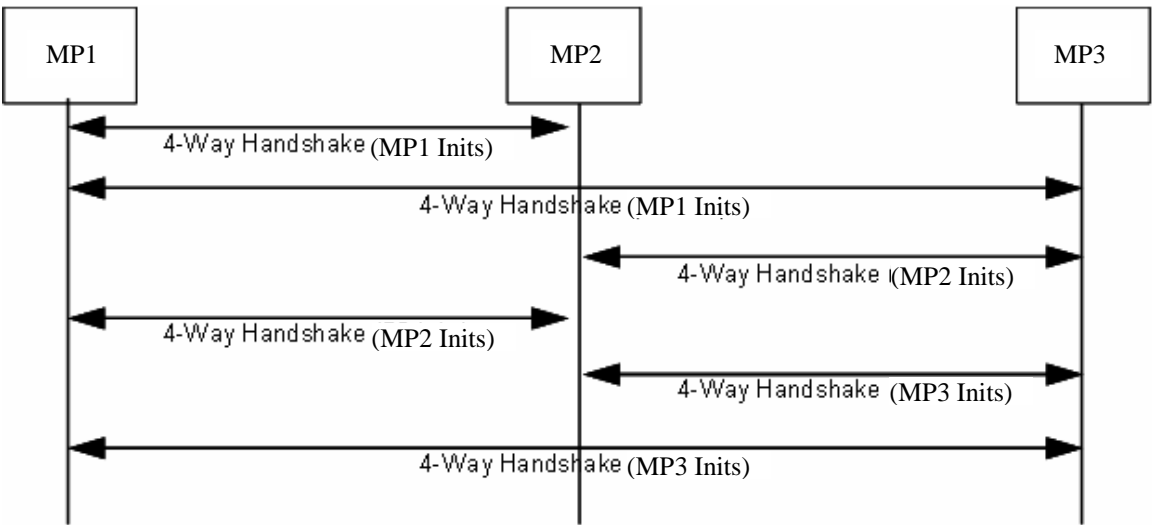 MP1
MP2
MP3
4-Way Handshake (MP1 Inits)
4-Way Handshake (MP1 Inits)
4-Way Handshake (MP2 Inits)
4-Way Handshake (MP2 Inits)
4-Way Handshake (MP3 Inits)
4-Way Handshake (MP3 Inits)